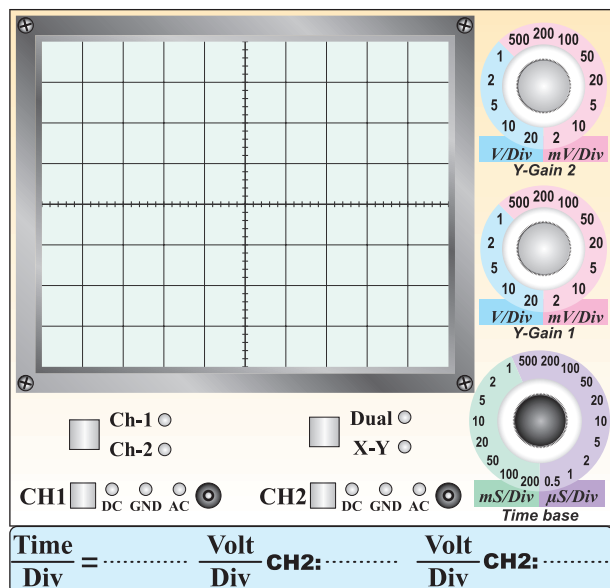 500 200 100
1 50
2 20
5 5
10 10
20 2
V/Div mV/Div
Y-Gain 2
500 200 100
1 50
2 20
5 5
10 10
20 2
V/Div mV/Div
Y-Gain 1
500 200
1 100
2 50
5 20
10 10
20 5
50 2
100 1
200 0.5
mS/Div µS/Div
Time base
Ch-1
Ch-2
Dual
X-Y
CH1 DC GND AC
CH2 DC GND AC
Time/Div = ............ Volt/Div CH2: ............ Volt/Div CH2: ............